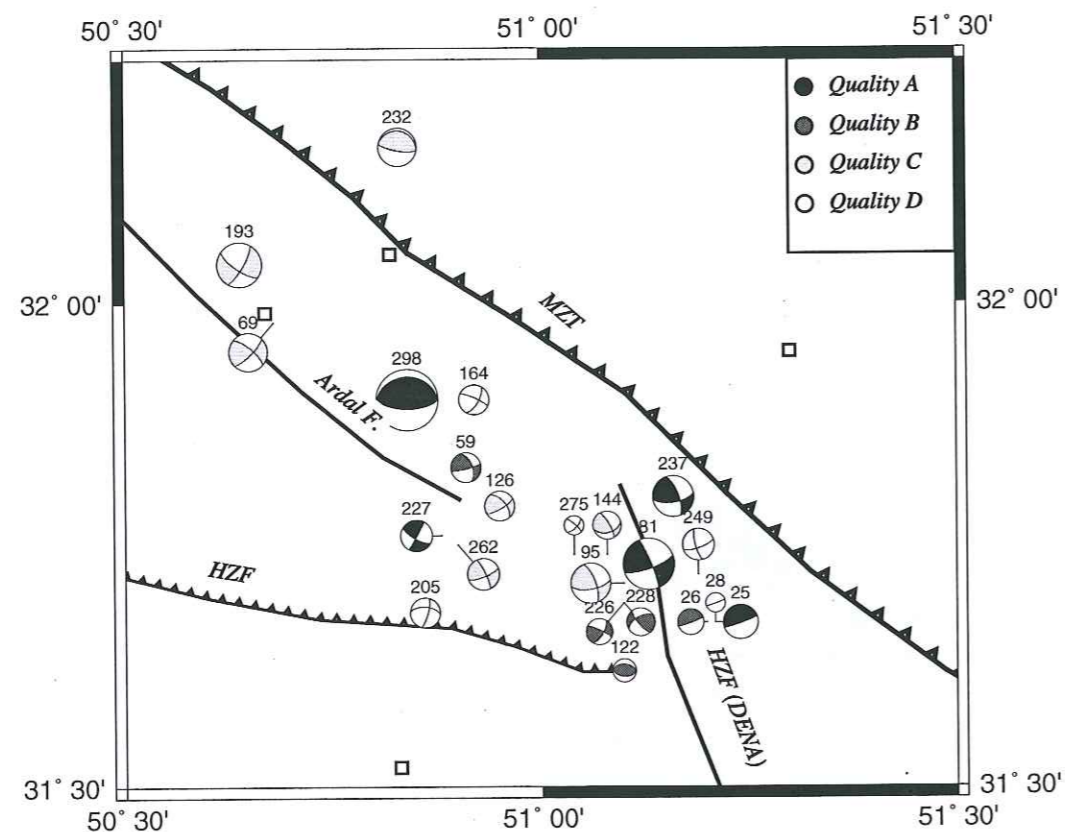 50° 30' 51° 00' 51° 30'
Quality A
Quality B
Quality C
Quality D
232
193
32° 00' 32° 00'
MZT
69
298 164
Ardal F.
59
237
126
275 144
227 81 249
262 95
HZF
28
205 226 228 26 25
122
HZF (DENA)
31° 30' 31° 30'
50° 30' 51° 00' 51° 30'